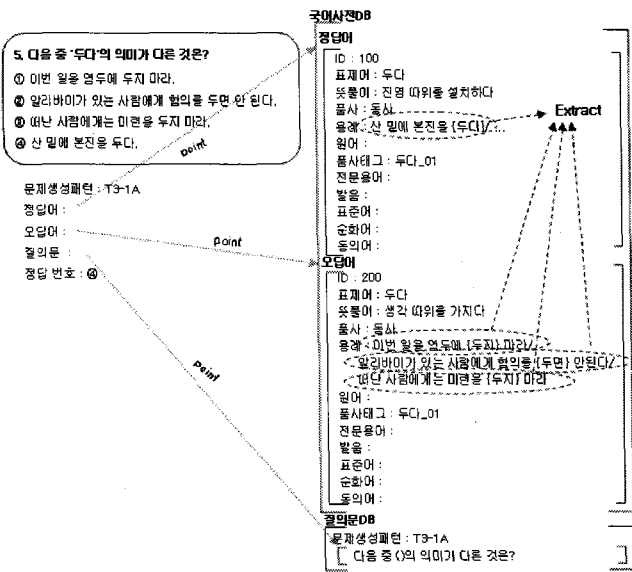 국어사전DB
5. 다음 중 '두다'의 의미가 다른 것은?
① 이번 일을 염두에 두지 마라.
② 알리바이가 있는 사람에게 혐의를 두면 안 된다.
③ 떠난 사람에게는 미련을 두지 마라.
④ 산 밑에 본진을 두다.
문제생성패턴 : T3-1A
정답어 :
오답어 :
질의문 :
정답 번호 : ④
point
point
point
정답어
ID : 100
표제어 : 두다
뜻풀이 : 진영 따위를 설치하다
품사 : 동사
용례 : 산 밑에 본진을 {두다}/...
원어 :
품사태그 : 두다_01
전문용어 :
발음 :
표준어 :
순화어 :
동의어 :
Extract
오답어
ID : 200
표제어 : 두다
뜻풀이 : 생각 따위를 가지다
품사 : 동사
용례 : 이번 일을 염두에 {두지} 마라/
알리바이가 있는 사람에게 혐의를 {두면} 안된다/
떠난 사람에게는 미련을 {두지} 마라
원어 :
품사태그 : 두다_01
전문용어 :
발음 :
표준어 :
순화어 :
동의어 :
질의문DB
문제생성패턴 : T3-1A
다음 중 ()의 의미가 다른 것은?